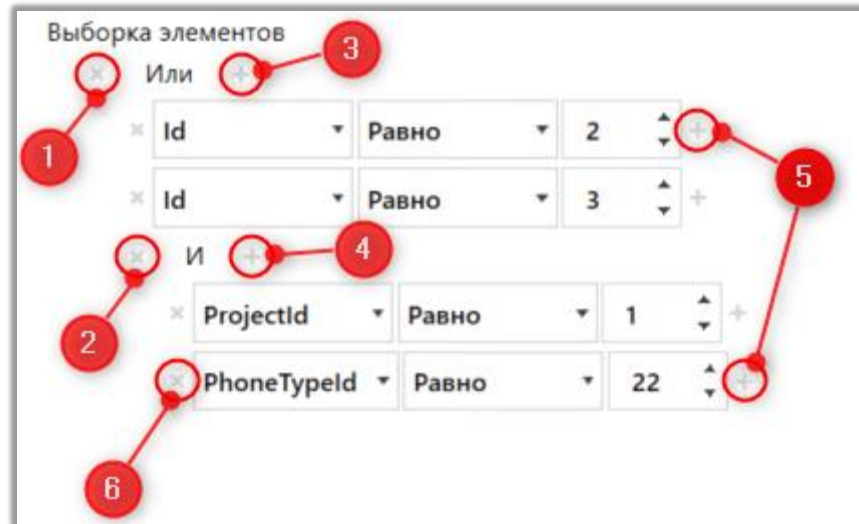 Выборка элементов
3
Или
1
Id Равно 2
5
Id Равно 3
И
4
2
ProjectId Равно 1
PhoneTypeId Равно 22
6